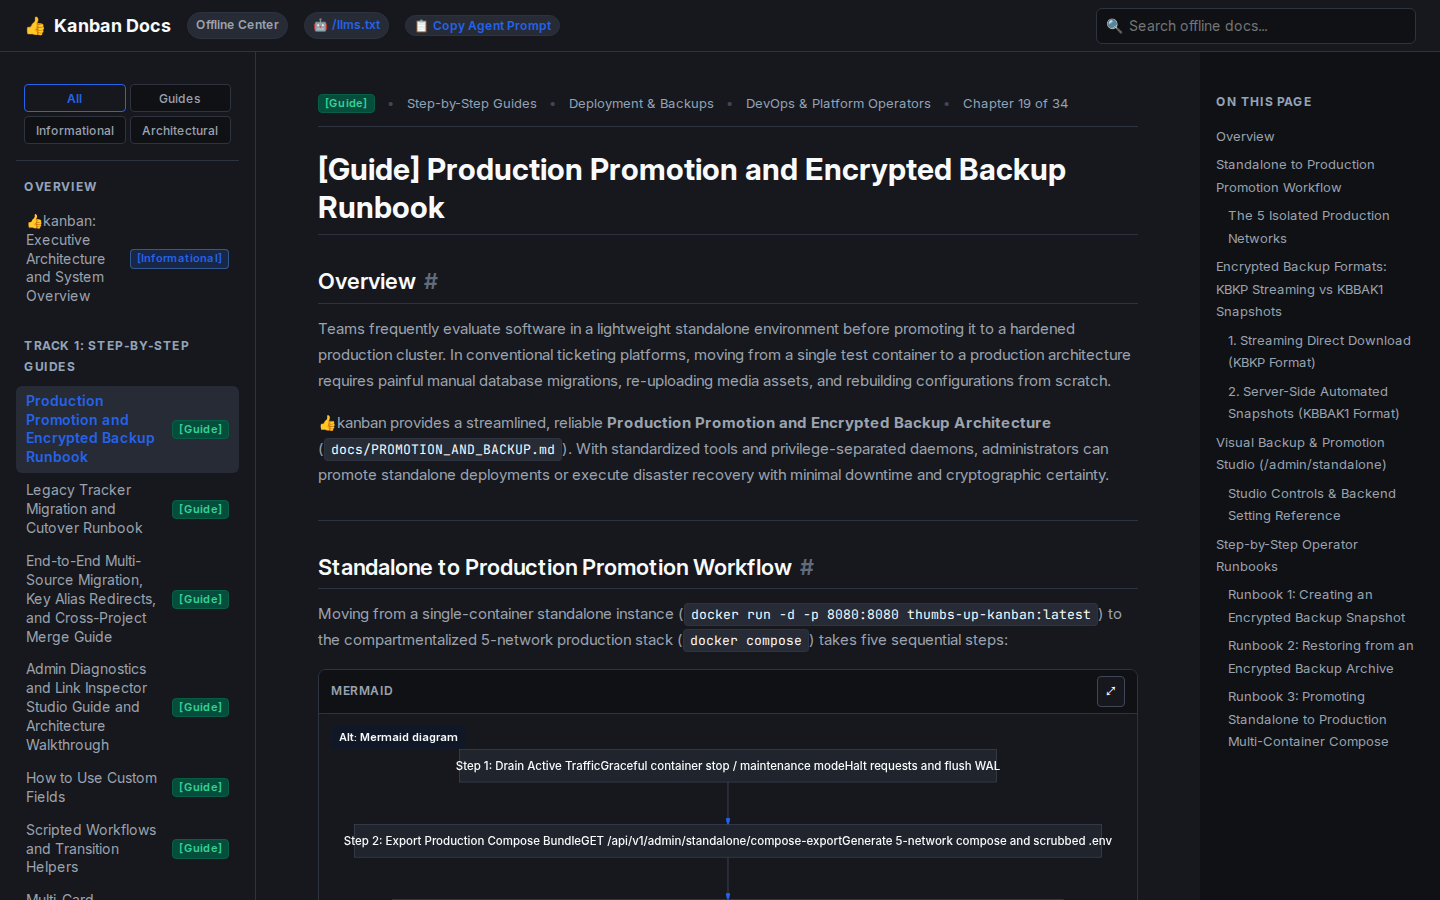 👍 Kanban Docs
Offline Center
🤖 /llms.txt
📋 Copy Agent Prompt
🔍 Search offline docs...
All
Guides
Informational
Architectural
OVERVIEW
👍kanban:
Executive
Architecture
and System
Overview
[Informational]
TRACK 1: STEP-BY-STEP
GUIDES
Production
Promotion and
Encrypted Backup
Runbook
[Guide]
Legacy Tracker
Migration and
Cutover Runbook
[Guide]
End-to-End Multi-
Source Migration,
Key Alias Redirects,
and Cross-Project
Merge Guide
[Guide]
Admin Diagnostics
and Link Inspector
Studio Guide and
Architecture
Walkthrough
[Guide]
How to Use Custom
Fields
[Guide]
Scripted Workflows
and Transition
Helpers
[Guide]
Multi-Card
[Guide] • Step-by-Step Guides • Deployment & Backups • DevOps & Platform Operators • Chapter 19 of 34
[Guide] Production Promotion and Encrypted Backup
Runbook
Overview #
Teams frequently evaluate software in a lightweight standalone environment before promoting it to a hardened
production cluster. In conventional ticketing platforms, moving from a single test container to a production architecture
requires painful manual database migrations, re-uploading media assets, and rebuilding configurations from scratch.
👍kanban provides a streamlined, reliable Production Promotion and Encrypted Backup Architecture
(docs/PROMOTION_AND_BACKUP.md). With standardized tools and privilege-separated daemons, administrators can
promote standalone deployments or execute disaster recovery with minimal downtime and cryptographic certainty.
Standalone to Production Promotion Workflow #
Moving from a single-container standalone instance (docker run -d -p 8080:8080 thumbs-up-kanban:latest) to
the compartmentalized 5-network production stack (docker compose) takes five sequential steps:
MERMAID
⤢
Alt: Mermaid diagram
Step 1: Drain Active TrafficGraceful container stop / maintenance modeHalt requests and flush WAL
Step 2: Export Production Compose BundleGET /api/v1/admin/standalone/compose-exportGenerate 5-network compose and scrubbed .env
ON THIS PAGE
Overview
Standalone to Production
Promotion Workflow
The 5 Isolated Production
Networks
Encrypted Backup Formats:
KBKP Streaming vs KBBAK1
Snapshots
1. Streaming Direct Download
(KBKP Format)
2. Server-Side Automated
Snapshots (KBBAK1 Format)
Visual Backup & Promotion
Studio (/admin/standalone)
Studio Controls & Backend
Setting Reference
Step-by-Step Operator
Runbooks
Runbook 1: Creating an
Encrypted Backup Snapshot
Runbook 2: Restoring from an
Encrypted Backup Archive
Runbook 3: Promoting
Standalone to Production
Multi-Container Compose